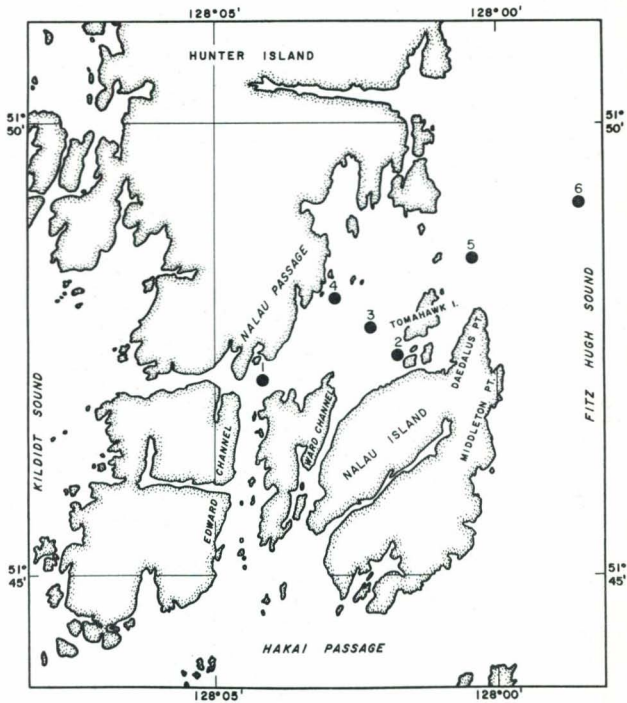 128°05' 128°00'
HUNTER ISLAND
51°
50'
51°
50'
6
5
NALAU PASSAGE
4
3
TOMAHAWK I.
2
1
DAEDALUS PT.
MIDDLETON PT.
FITZ HUGH SOUND
KILDIDT SOUND
EDWARD CHANNEL
WARD CHANNEL
NALAU ISLAND
51°
45'
51°
45'
HAKAI PASSAGE
128°05' 128°00'